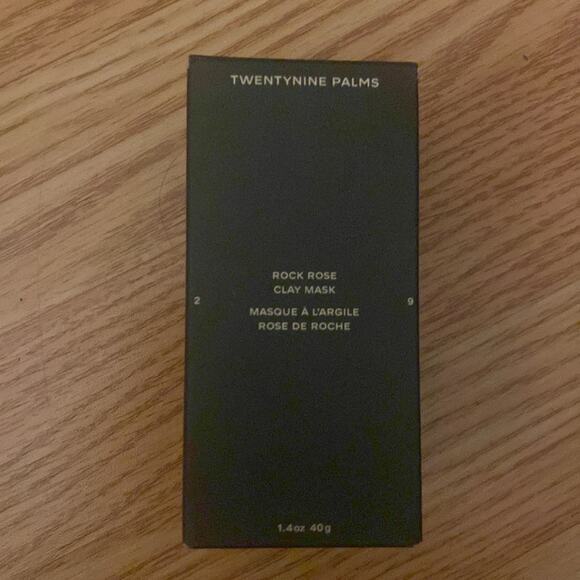 TWENTYNINE PALMS
ROCK ROSE
CLAY MASK
2 9
MASQUE À L'ARGILE
ROSE DE ROCHE
1.4oz 40g